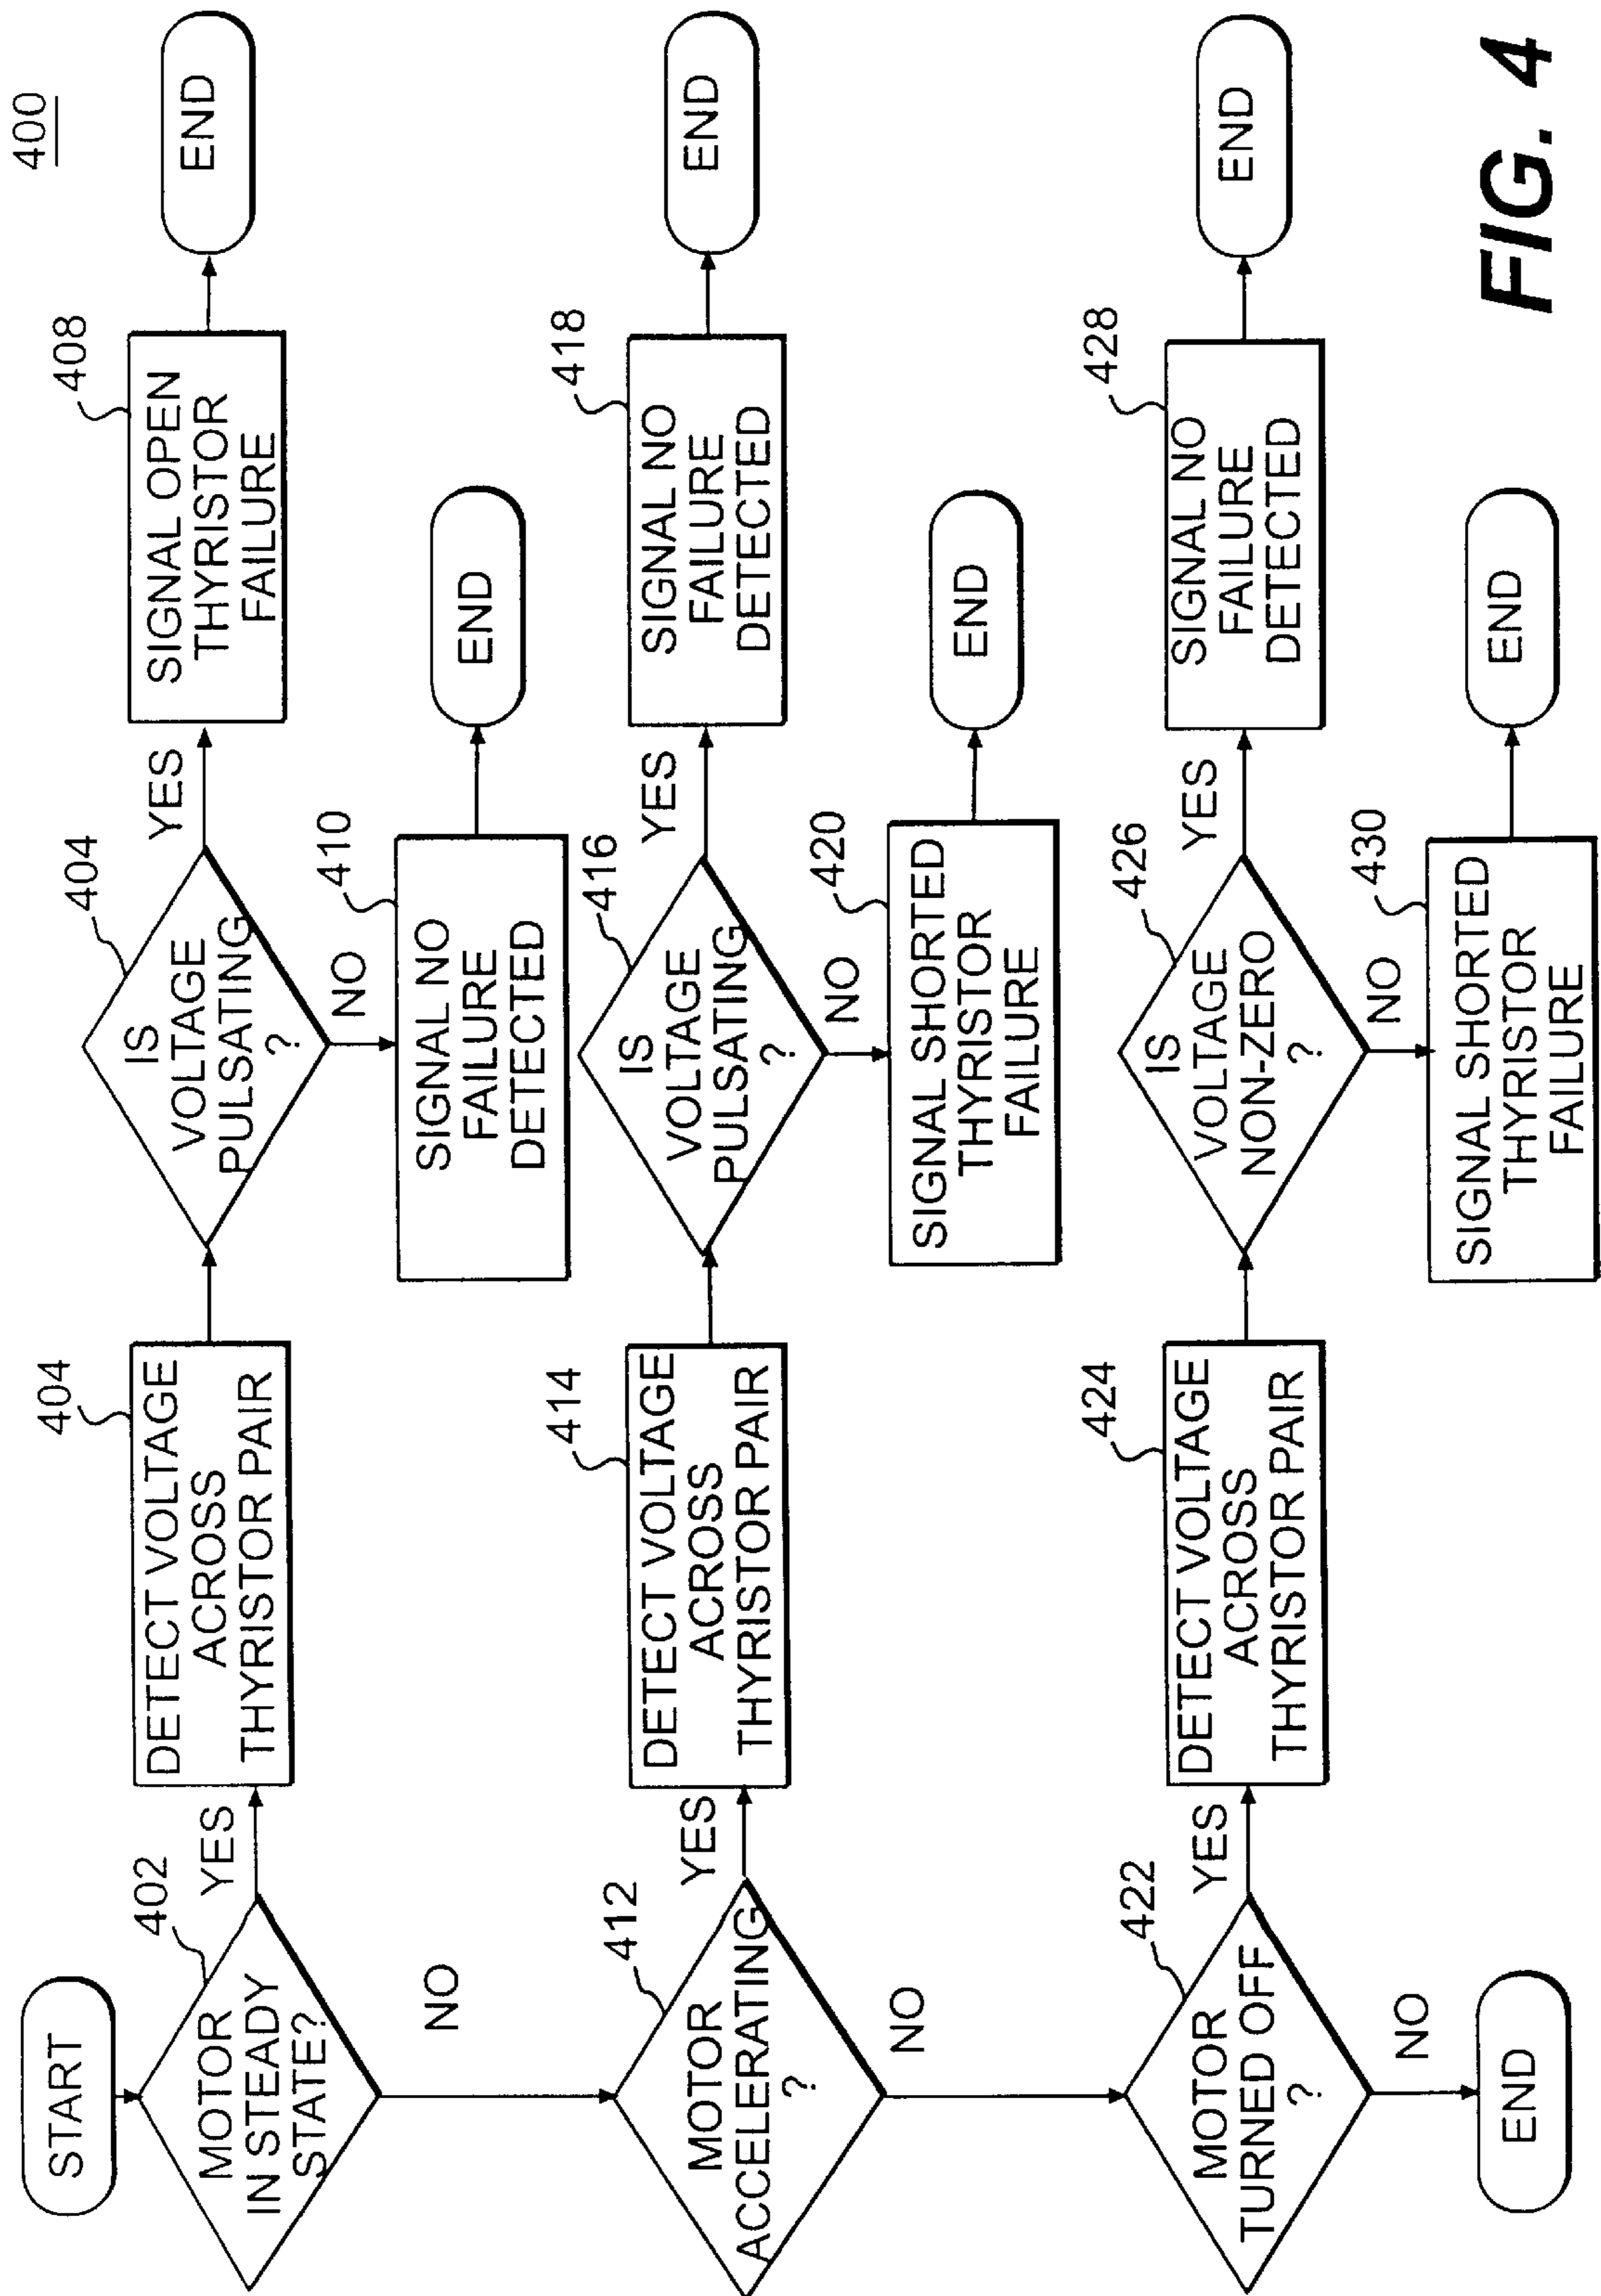 400
START
402
MOTOR
IN STEADY
STATE?
YES
NO
404
DETECT VOLTAGE
ACROSS
THYRISTOR PAIR
404
IS
VOLTAGE
PULSATING
?
YES
NO
408
SIGNAL OPEN
THYRISTOR
FAILURE
END
410
SIGNAL NO
FAILURE
DETECTED
END
412
MOTOR
ACCELERATING
?
YES
NO
414
DETECT VOLTAGE
ACROSS
THYRISTOR PAIR
416
IS
VOLTAGE
PULSATING
?
YES
NO
418
SIGNAL NO
FAILURE
DETECTED
END
420
SIGNAL SHORTED
THYRISTOR
FAILURE
END
422
MOTOR
TURNED OFF
?
YES
NO
END
424
DETECT VOLTAGE
ACROSS
THYRISTOR PAIR
426
IS
VOLTAGE
NON-ZERO
?
YES
NO
428
SIGNAL NO
FAILURE
DETECTED
END
430
SIGNAL SHORTED
THYRISTOR
FAILURE
END
FIG. 4